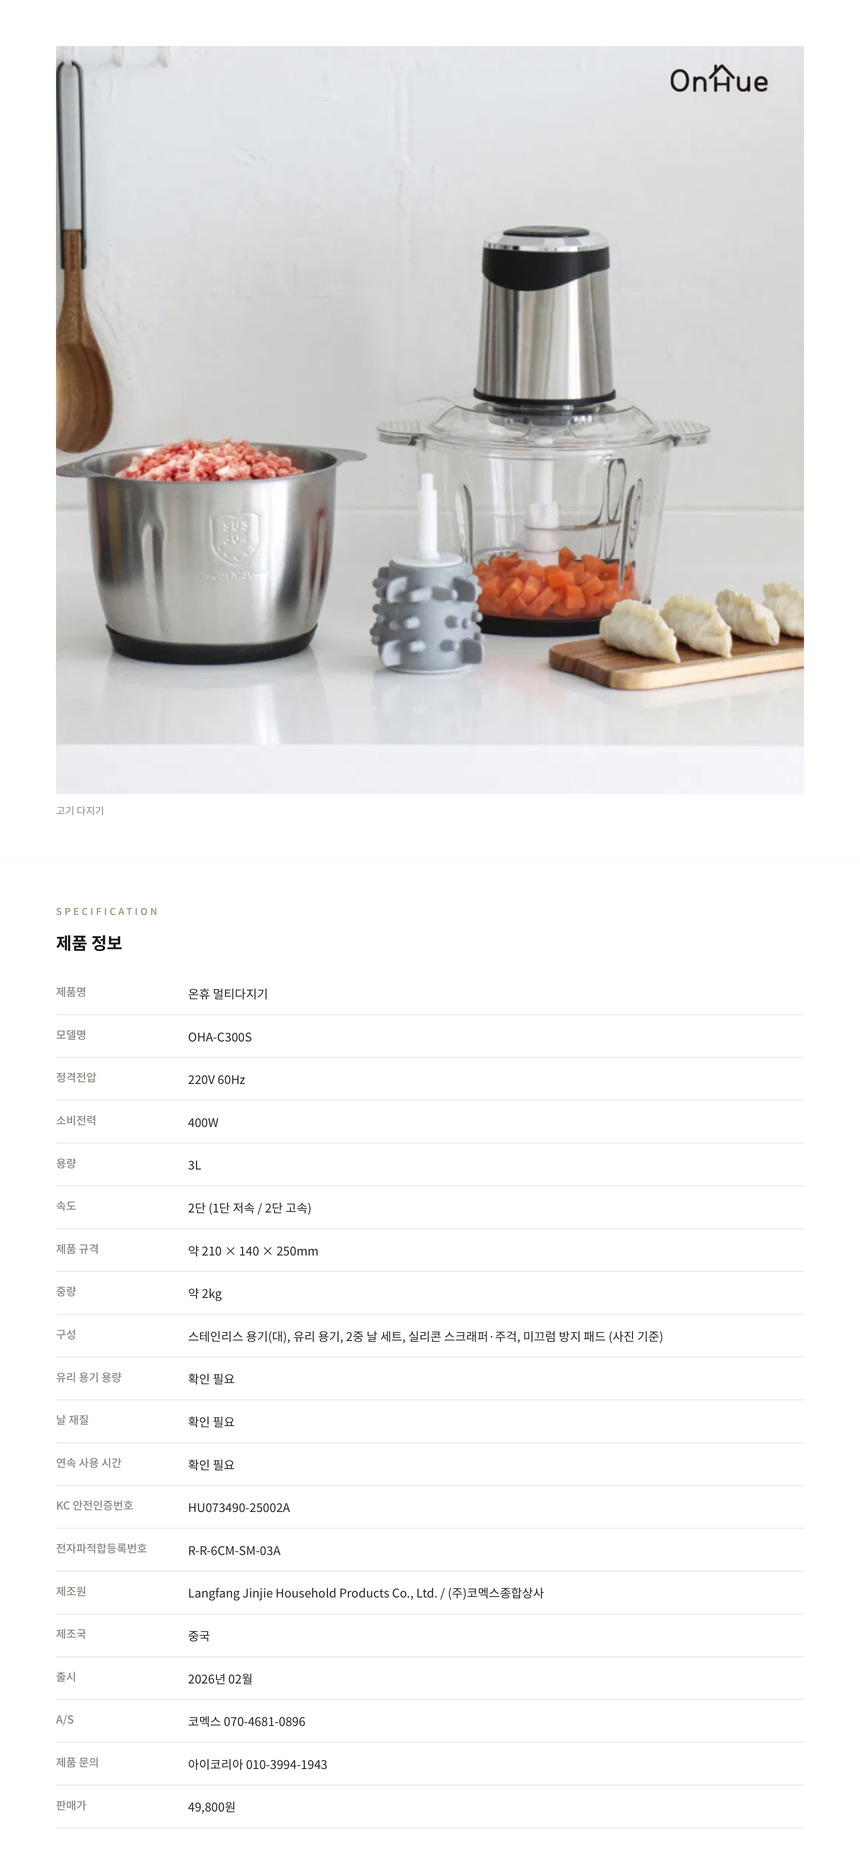 OnHue
SUS
304
고기 다지기
SPECIFICATION
제품 정보
제품명 온휴 멀티다지기
모델명 OHA-C300S
정격전압 220V 60Hz
소비전력 400W
용량 3L
속도 2단 (1단 저속 / 2단 고속)
제품 규격 약 210 × 140 × 250mm
중량 약 2kg
구성 스테인리스 용기(대), 유리 용기, 2중 날 세트, 실리콘 스크래퍼·주걱, 미끄럼 방지 패드 (사진 기준)
유리 용기 용량 확인 필요
날 재질 확인 필요
연속 사용 시간 확인 필요
KC 안전인증번호 HU073490-25002A
전자파적합등록번호 R-R-6CM-SM-03A
제조원 Langfang Jinjie Household Products Co., Ltd. / (주)코멕스종합상사
제조국 중국
출시 2026년 02월
A/S 코멕스 070-4681-0896
제품 문의 아이코리아 010-3994-1943
판매가 49,800원